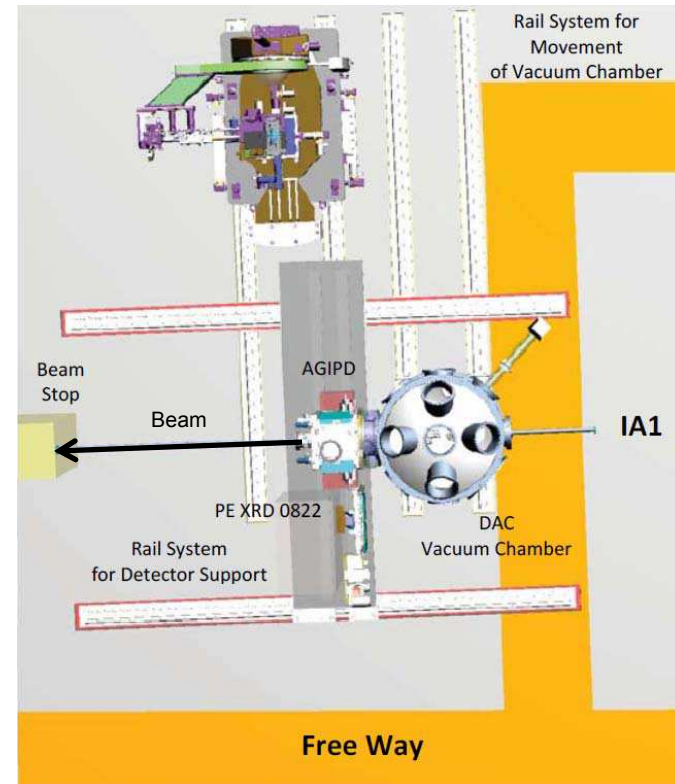 Rail System for
Movement
of Vacuum Chamber
AGIPD
Beam
Stop
Beam
IA1
PE XRD 0822
DAC
Vacuum Chamber
Rail System
for Detector Support
Free Way